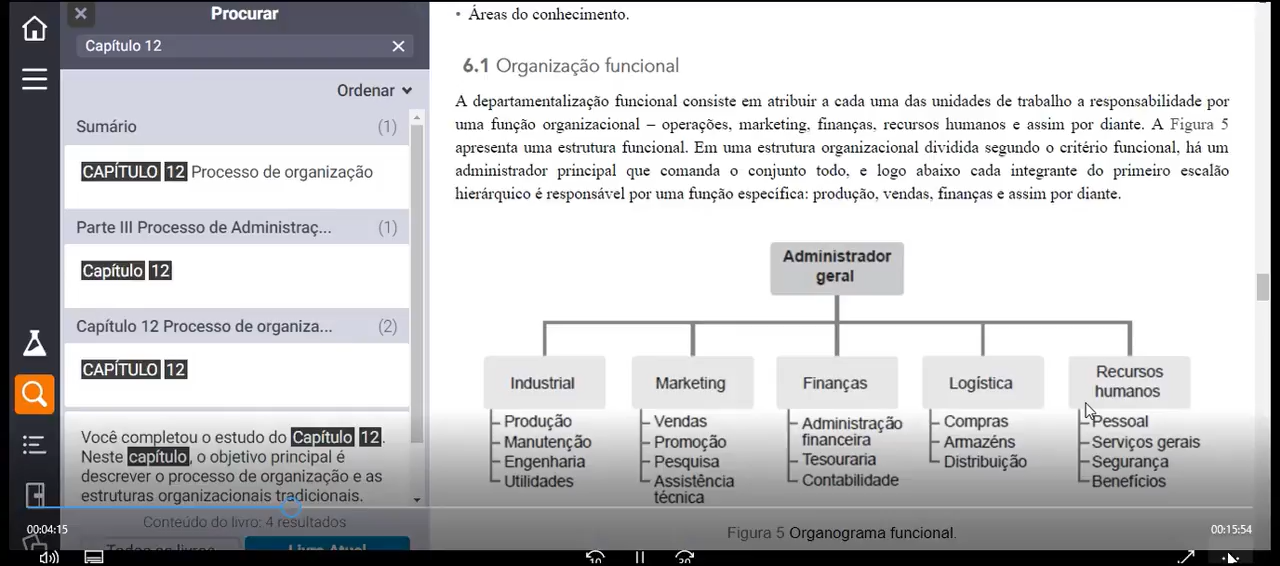 Procurar
Capítulo 12
Ordenar
Sumário (1)
CAPÍTULO 12 Processo de organização
Parte III Processo de Administraç... (1)
Capítulo 12
Capítulo 12 Processo de organiza... (2)
CAPÍTULO 12
Você completou o estudo do Capítulo 12.
Neste capítulo, o objetivo principal é
descrever o processo de organização e as
estruturas organizacionais tradicionais.
Conteúdo do livro: 4 resultados
Todos os livros
Livro Atual
• Áreas do conhecimento.
6.1 Organização funcional
A departamentalização funcional consiste em atribuir a cada uma das unidades de trabalho a responsabilidade por
uma função organizacional – operações, marketing, finanças, recursos humanos e assim por diante. A Figura 5
apresenta uma estrutura funcional. Em uma estrutura organizacional dividida segundo o critério funcional, há um
administrador principal que comanda o conjunto todo, e logo abaixo cada integrante do primeiro escalão
hierárquico é responsável por uma função específica: produção, vendas, finanças e assim por diante.
Administrador
geral
Industrial
Produção
Manutenção
Engenharia
Utilidades
Marketing
Vendas
Promoção
Pesquisa
Assistência
técnica
Finanças
Administração
financeira
Tesouraria
Contabilidade
Logística
Compras
Armazéns
Distribuição
Recursos
humanos
Pessoal
Serviços gerais
Segurança
Benefícios
Figura 5 Organograma funcional.
00:04:15
00:15:54
10
30